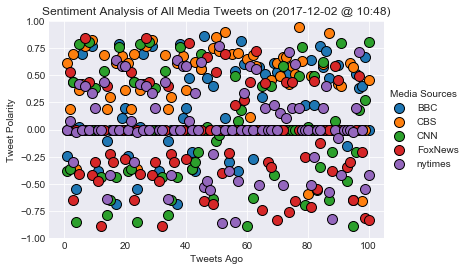 Sentiment Analysis of All Media Tweets on (2017-12-02 @ 10:48)
1.00
0.75
0.50
0.25
0.00
−0.25
−0.50
−0.75
−1.00
Tweet Polarity
0
20
40
60
80
100
Tweets Ago
Media Sources
BBC
CBS
CNN
FoxNews
nytimes